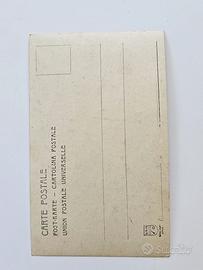 CARTE POSTALE
POSTKARTE – CARTOLINA POSTALE
UNION POSTALE UNIVERSELLE